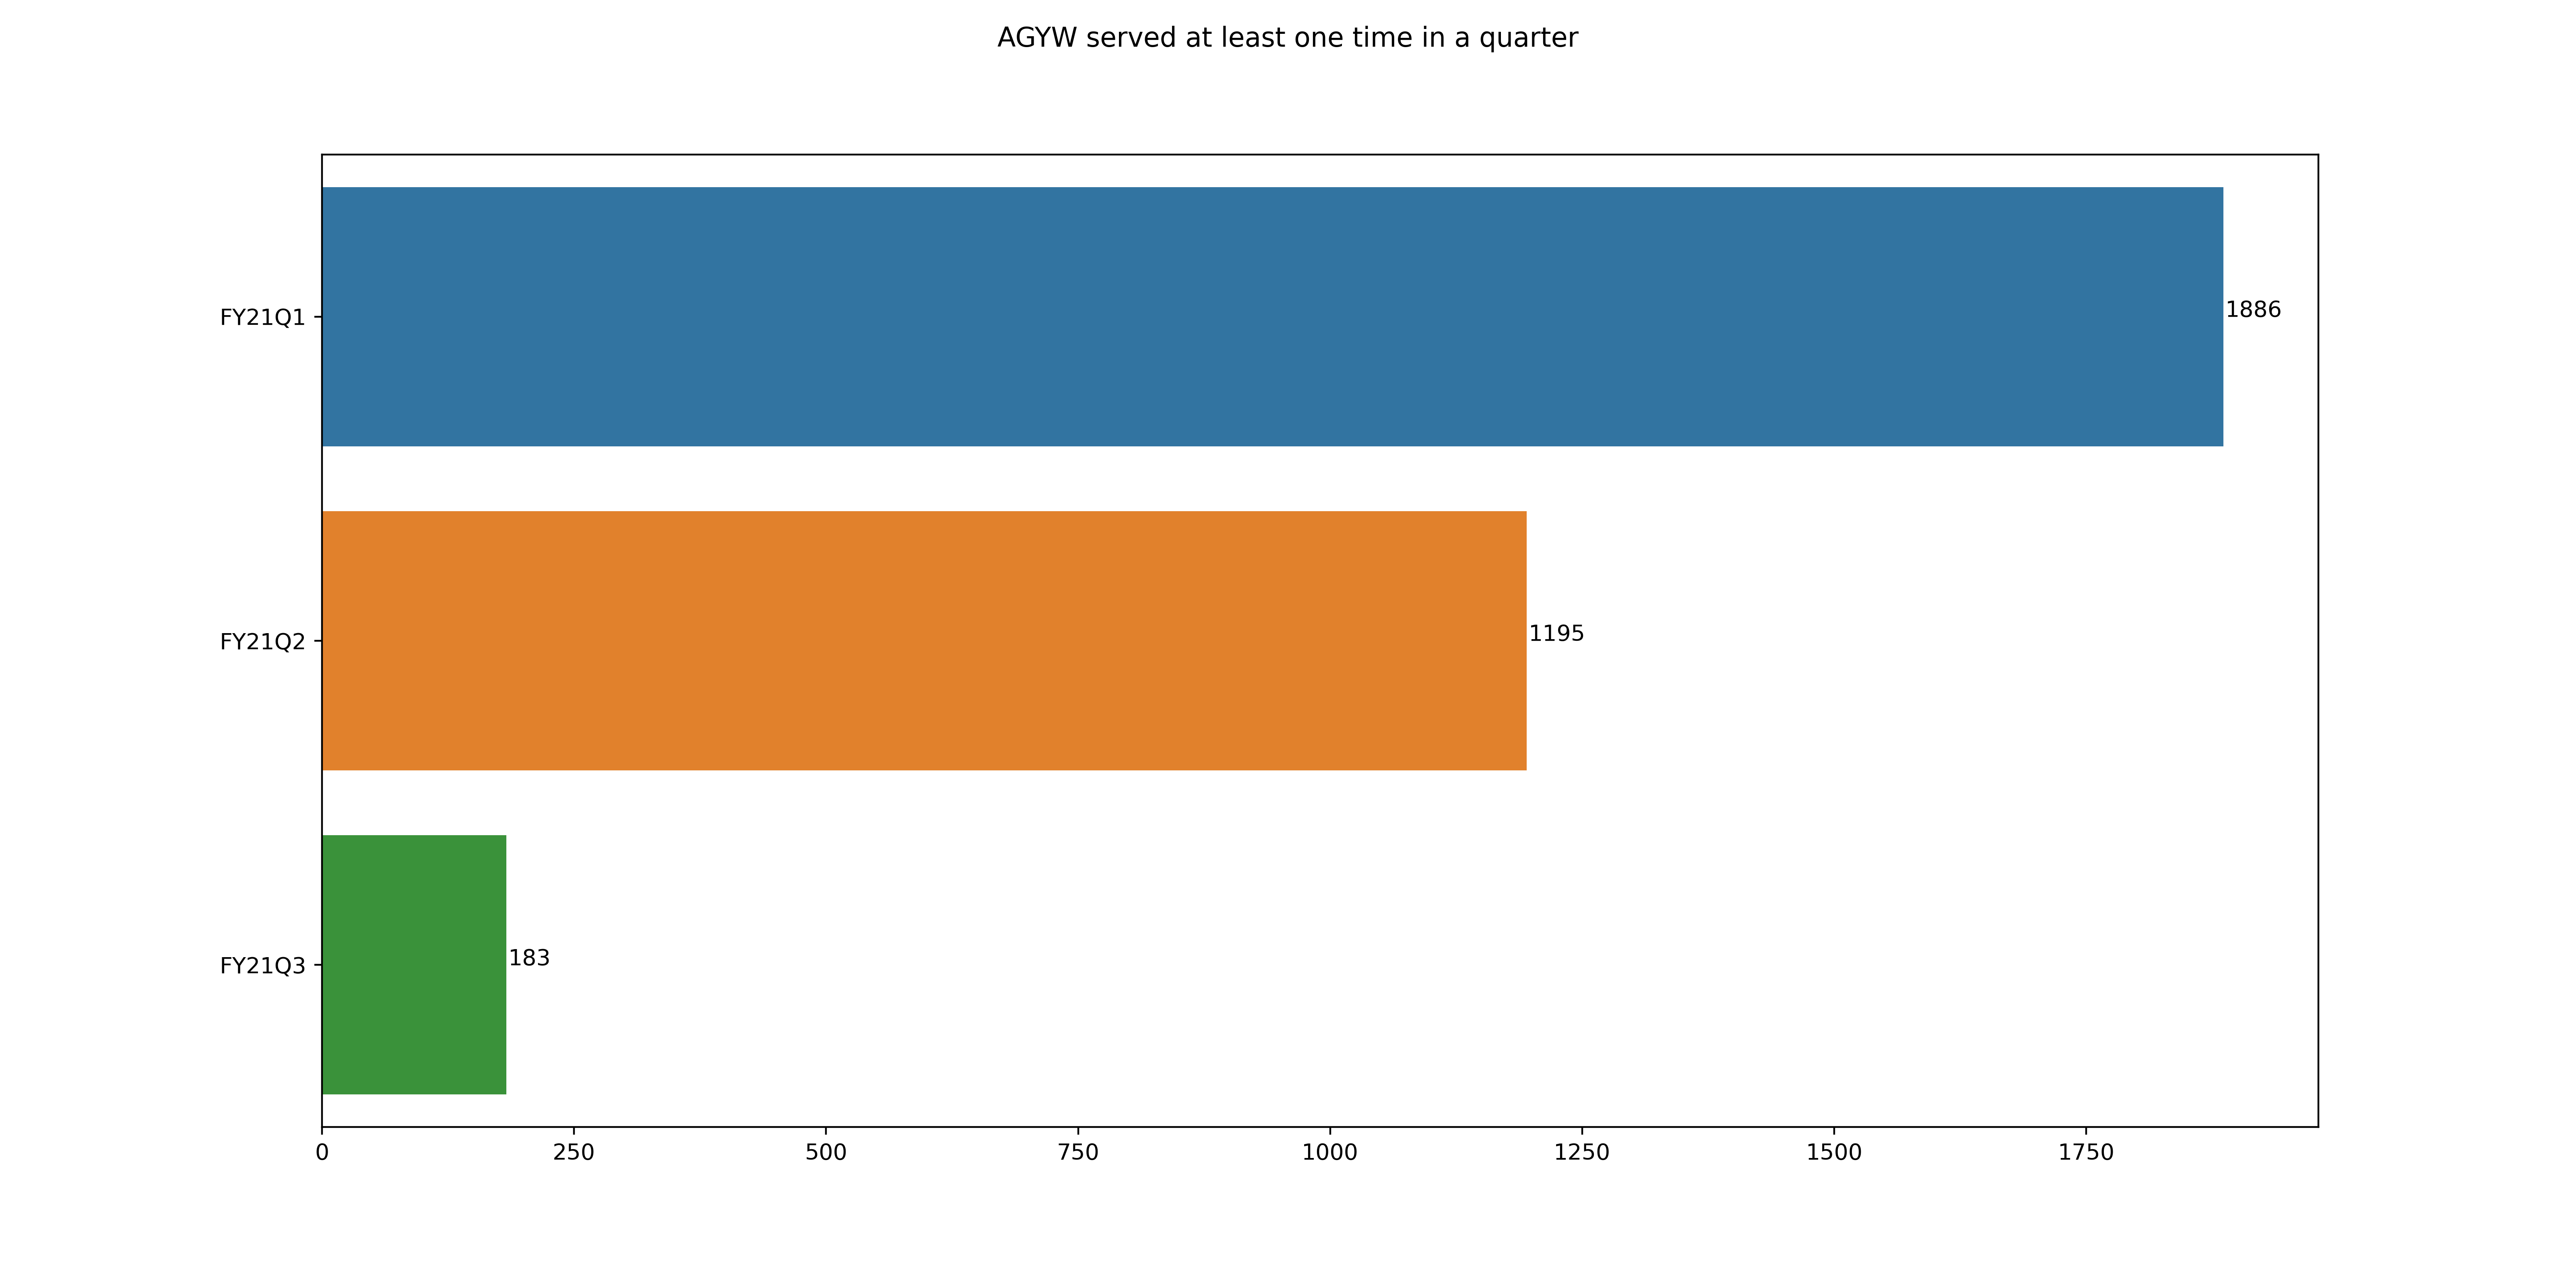 AGYW served at least one time in a quarter
FY21Q1
1886
FY21Q2
1195
FY21Q3
183
0 250 500 750 1000 1250 1500 1750